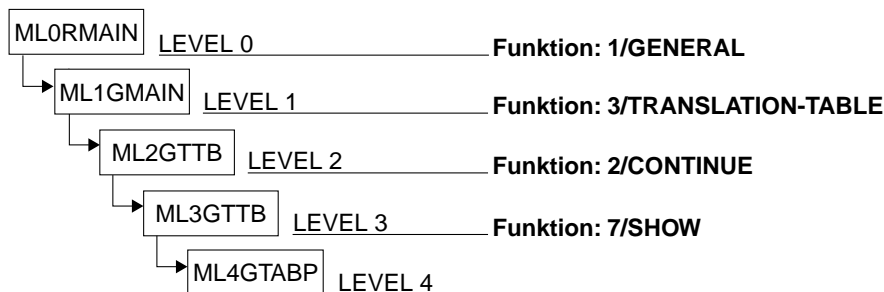 ML0RMAIN LEVEL 0 Funktion: 1/GENERAL
ML1GMAIN LEVEL 1 Funktion: 3/TRANSLATION-TABLE
ML2GTTB LEVEL 2 Funktion: 2/CONTINUE
ML3GTTB LEVEL 3 Funktion: 7/SHOW
ML4GTABP LEVEL 4